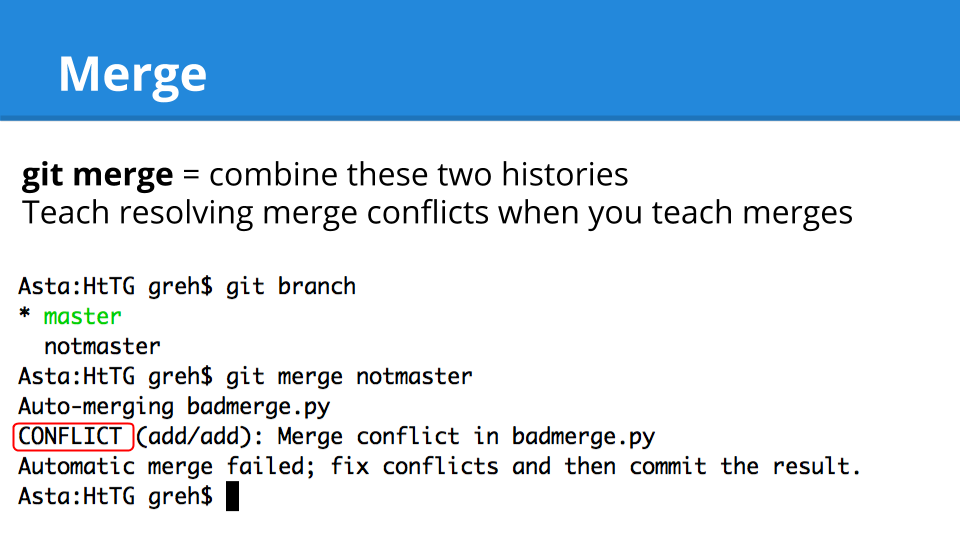 Merge
git merge = combine these two histories
Teach resolving merge conflicts when you teach merges
Asta:HtTG greh$ git branch
* master
  notmaster
Asta:HtTG greh$ git merge notmaster
Auto-merging badmerge.py
CONFLICT (add/add): Merge conflict in badmerge.py
Automatic merge failed; fix conflicts and then commit the result.
Asta:HtTG greh$